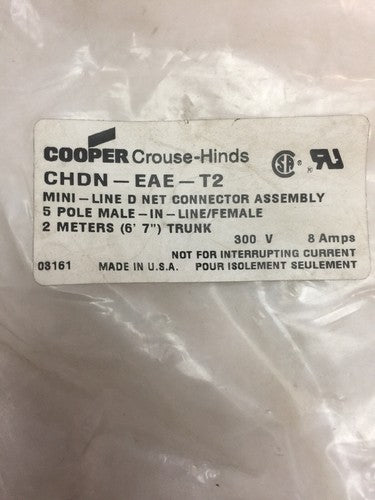 COOPER Crouse-Hinds
CHDN-EAE-T2
MINI-LINE D NET CONNECTOR ASSEMBLY
5 POLE MALE-IN-LINE/FEMALE
2 METERS (6' 7") TRUNK
300 V 8 Amps
NOT FOR INTERRUPTING CURRENT
03161 MADE IN U.S.A. POUR ISOLEMENT SEULEMENT